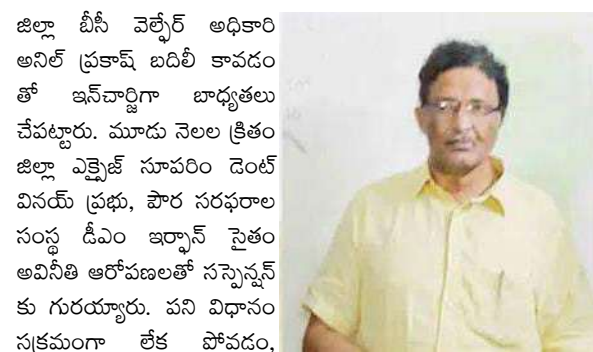 జిల్లా బీసీ వెల్ఫేర్ అధికారి
అనిల్ ప్రకాష్ బదిలీ కావడం
తో ఇన్‌చార్జిగా బాధ్యతలు
చేపట్టారు. మూడు నెలల క్రితం
జిల్లా ఎక్సైజ్ సూపరిం డెంట్
వినయ్ ప్రభు, పౌర సరఫరాల
సంస్థ డీఎం ఇర్ఫాన్ సైతం
అవినీతి ఆరోపణలతో సస్పెన్షన్
కు గురయ్యారు. పని విధానం
సక్రమంగా లేక పోవడం,